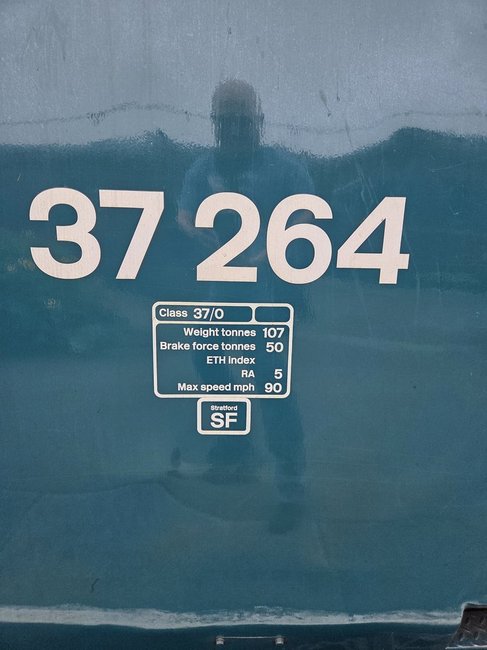 37 264
Class 37/0
Weight tonnes 107
Brake force tonnes 50
ETH index
RA 5
Max speed mph 90
Stratford
SF